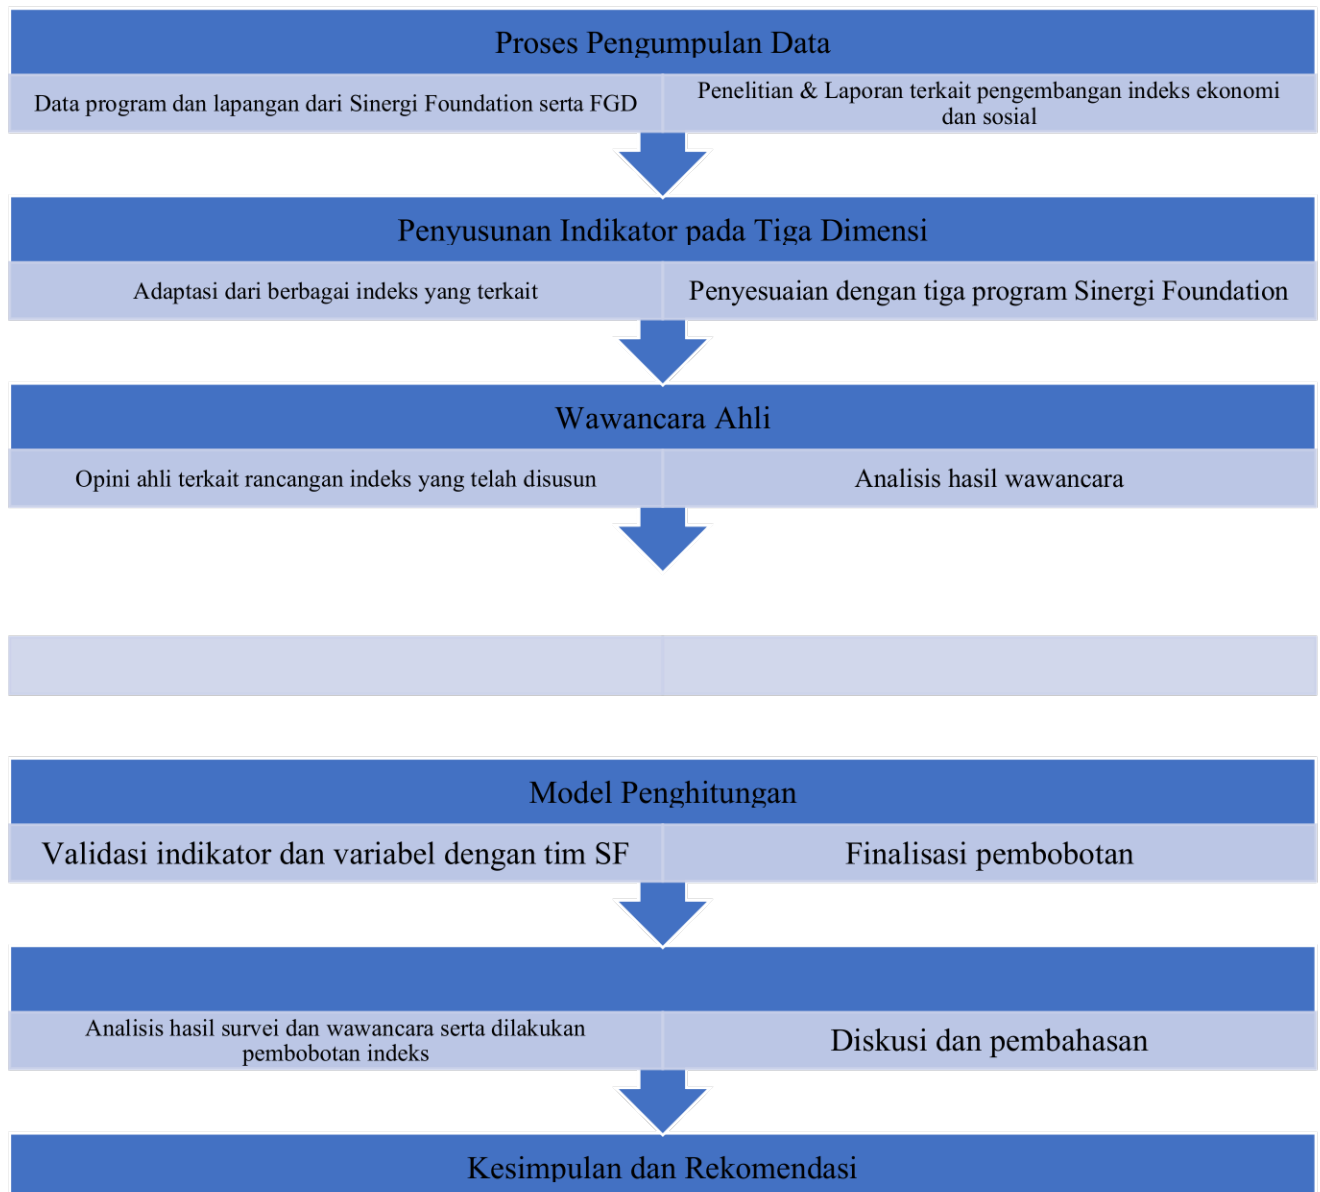 Proses Pengumpulan Data
Data program dan lapangan dari Sinergi Foundation serta FGD
Penelitian & Laporan terkait pengembangan indeks ekonomi
dan sosial
Penyusunan Indikator pada Tiga Dimensi
Adaptasi dari berbagai indeks yang terkait
Penyesuaian dengan tiga program Sinergi Foundation
Wawancara Ahli
Opini ahli terkait rancangan indeks yang telah disusun
Analisis hasil wawancara
Model Penghitungan
Validasi indikator dan variabel dengan tim SF
Finalisasi pembobotan
Analisis hasil survei dan wawancara serta dilakukan
pembobotan indeks
Diskusi dan pembahasan
Kesimpulan dan Rekomendasi